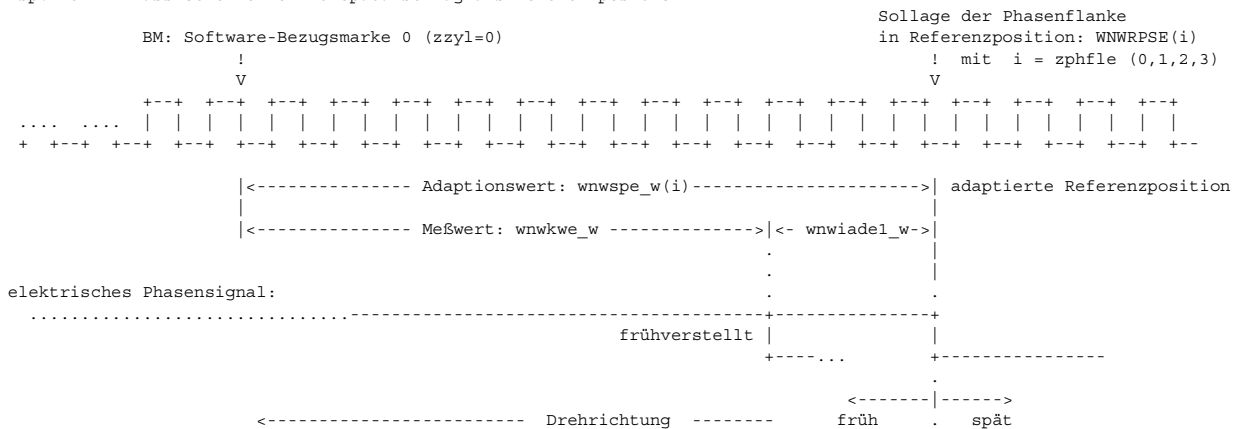 Sollage der Phasenflanke
BM: Software-Bezugsmarke 0 (zzyl=0) in Referenzposition: WNWRPSE(i)
! ! mit i = zphfle (0,1,2,3)
V V
+--+ +--+ +--+ +--+ +--+ +--+ +--+ +--+ +--+ +--+ +--+ +--+ +--+ +--+ +--+ +--+ +--+
.... .... | | | | | | | | | | | | | | | | | | | | | | | | | | | | | | | | | |
+ +--+ +--+ +--+ +--+ +--+ +--+ +--+ +--+ +--+ +--+ +--+ +--+ +--+ +--+ +--+ +--+ +--+ +--
|<--------------- Adaptionswert: wnwspe_w(i)----------------------->| adaptierte Referenzposition
| |
|<--------------- Meßwert: wnwkwe_w -------------->|<- wnwiade1_w->|
. |
. |
elektrisches Phasensignal: . .
...............................----------------------------------------+---------------+
frühverstellt | |
+----... +----------------
.
<-------|------>
<------------------------- Drehrichtung -------- früh . spät